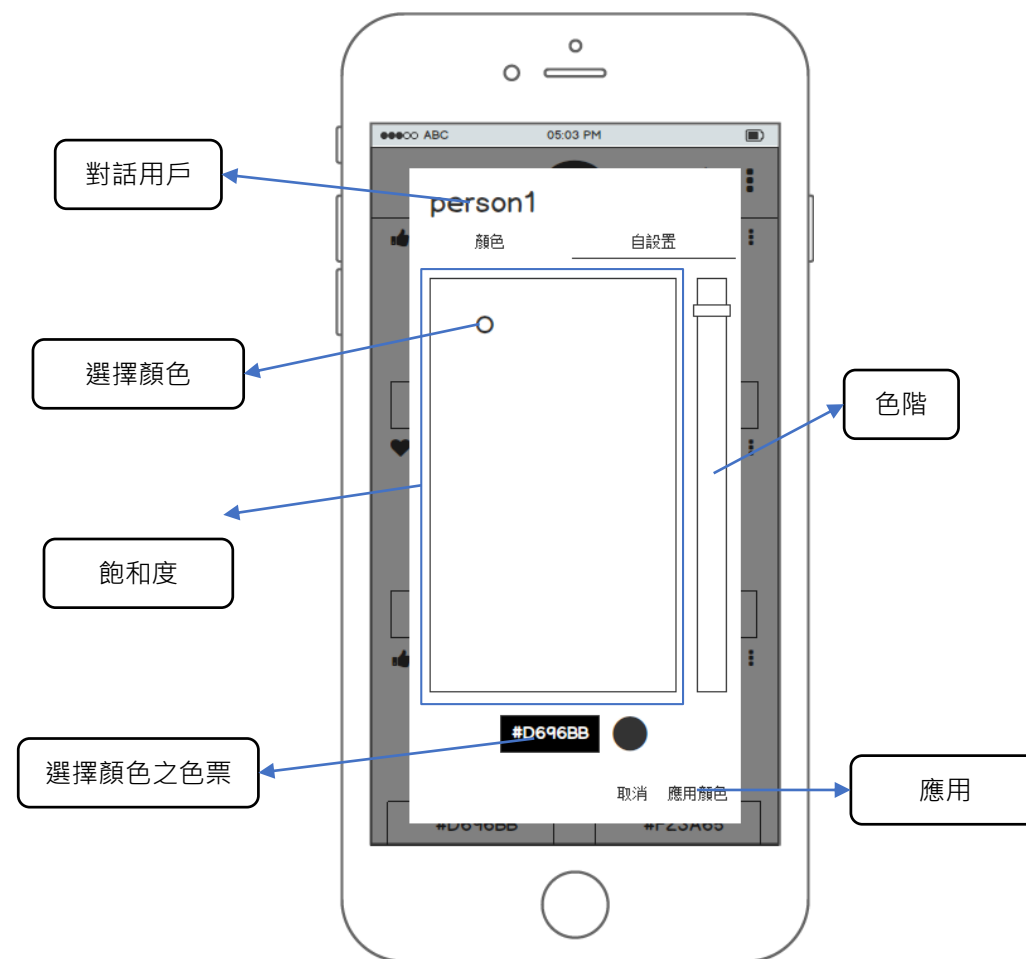 ABC 05:03 PM
對話用戶
person1
顏色 自設置
選擇顏色
色階
飽和度
#D696BB
選擇顏色之色票
取消 應用顏色
應用
#D696BB #F23A65